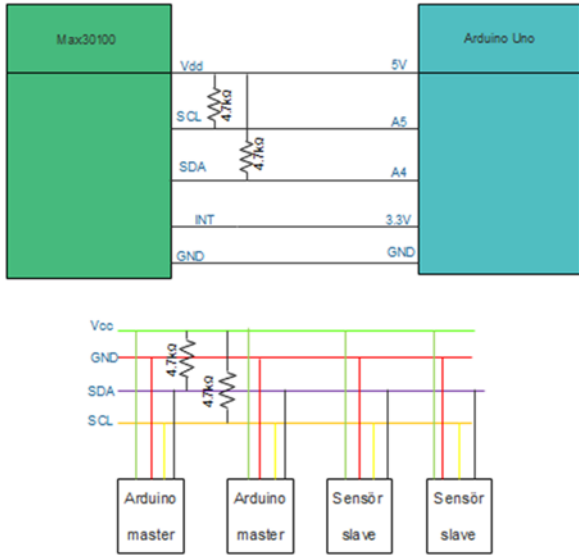 Max30100
Arduino Uno
Vdd 5V
4.7kΩ
SCL A5
4.7kΩ
SDA A4
INT 3.3V
GND GND
Vcc
GND
4.7kΩ
SDA
4.7kΩ
SCL
Arduino master
Arduino master
Sensör slave
Sensör slave